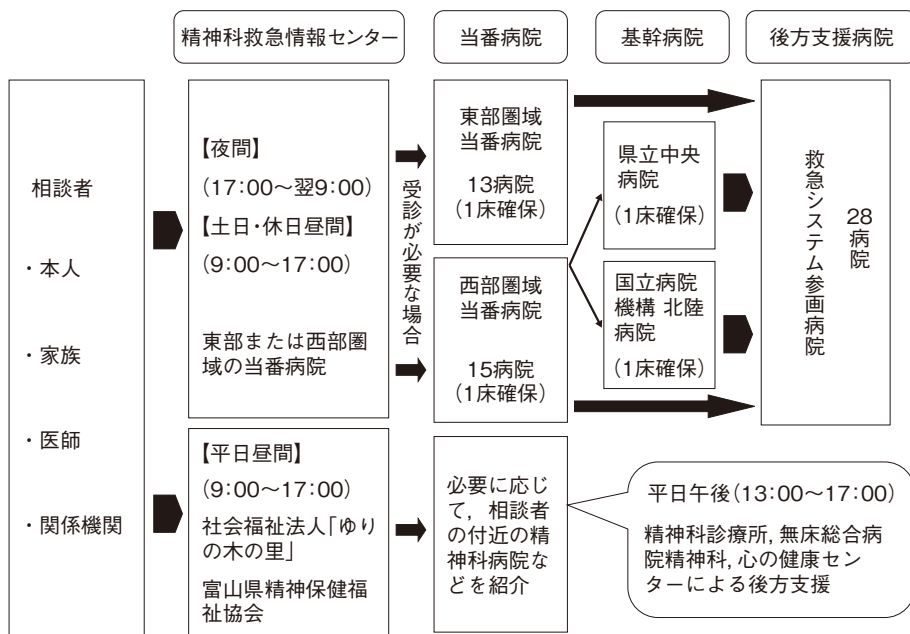 精神科救急情報センター
当番病院
基幹病院
後方支援病院
相談者
・本人
・家族
・医師
・関係機関
【夜間】
(17:00〜翌9:00)
【土日・休日昼間】
(9:00〜17:00)
東部または西部圏
域の当番病院
受診が必要な場合
東部圏域
当番病院
13病院
(1床確保)
西部圏域
当番病院
15病院
(1床確保)
県立中央
病院
(1床確保)
国立病院
機構 北陸
病院
(1床確保)
28病院
救急システム参画病院
【平日昼間】
(9:00〜17:00)
社会福祉法人「ゆり
の木の里」
富山県精神保健福
祉協会
必要に応じ
て，相談者
の付近の精
神科病院な
どを紹介
平日午後(13:00〜17:00)
精神科診療所，無床総合病
院精神科，心の健康セン
ターによる後方支援